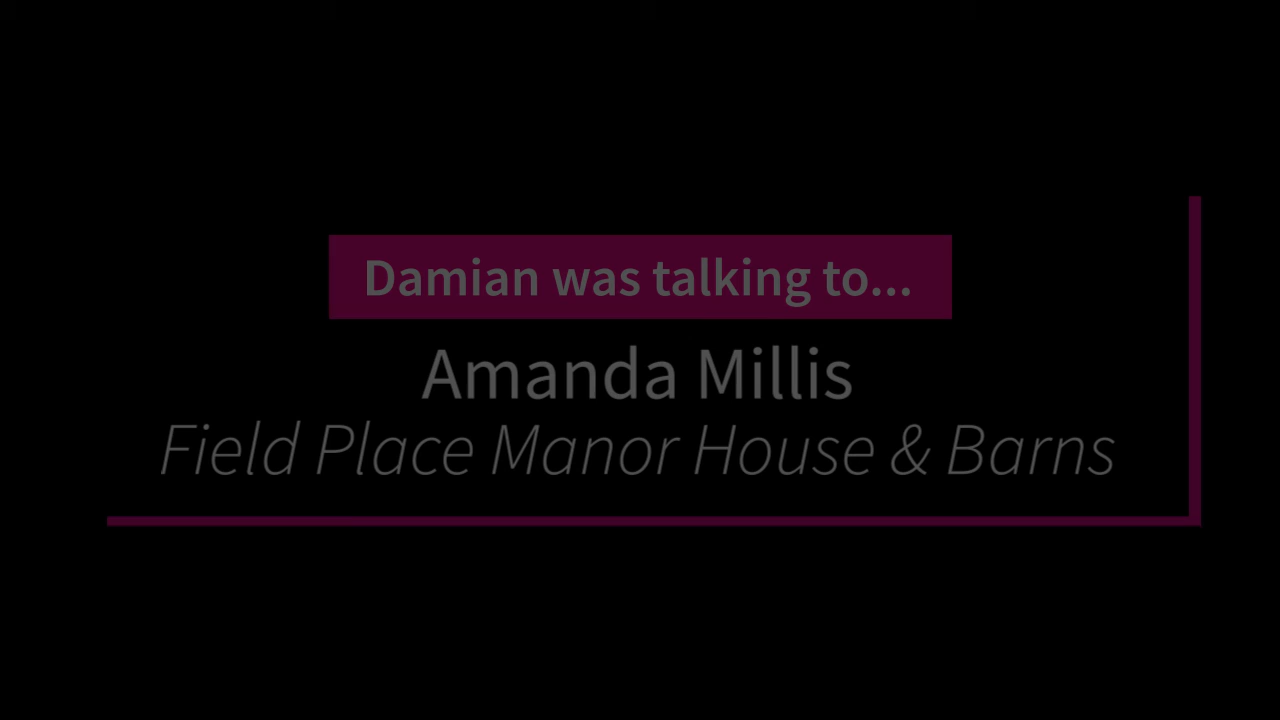 Damian was talking to...
Amanda Millis
Field Place Manor House & Barns